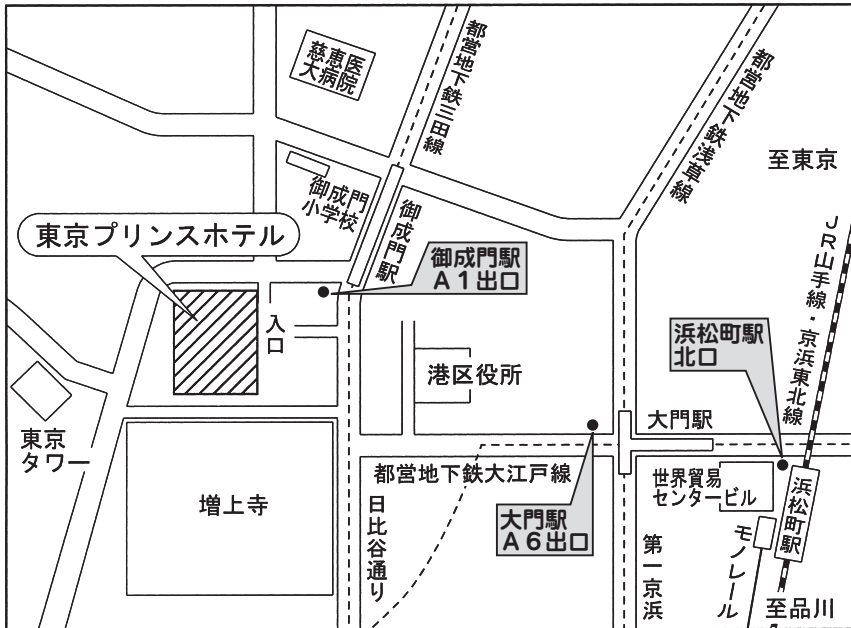 慈恵医
大病院
都営地下鉄三田線
都営地下鉄浅草線
至東京
御成門
小学校
御成門駅
東京プリンスホテル
御成門駅
A1出口
JR山手線・京浜東北線
入口
浜松町駅
北口
港区役所
東京
タワー
大門駅
都営地下鉄大江戸線
世界貿易
センタービル
増上寺
日比谷通り
大門駅
A6出口
第一京浜
モノレール
浜松町駅
至品川